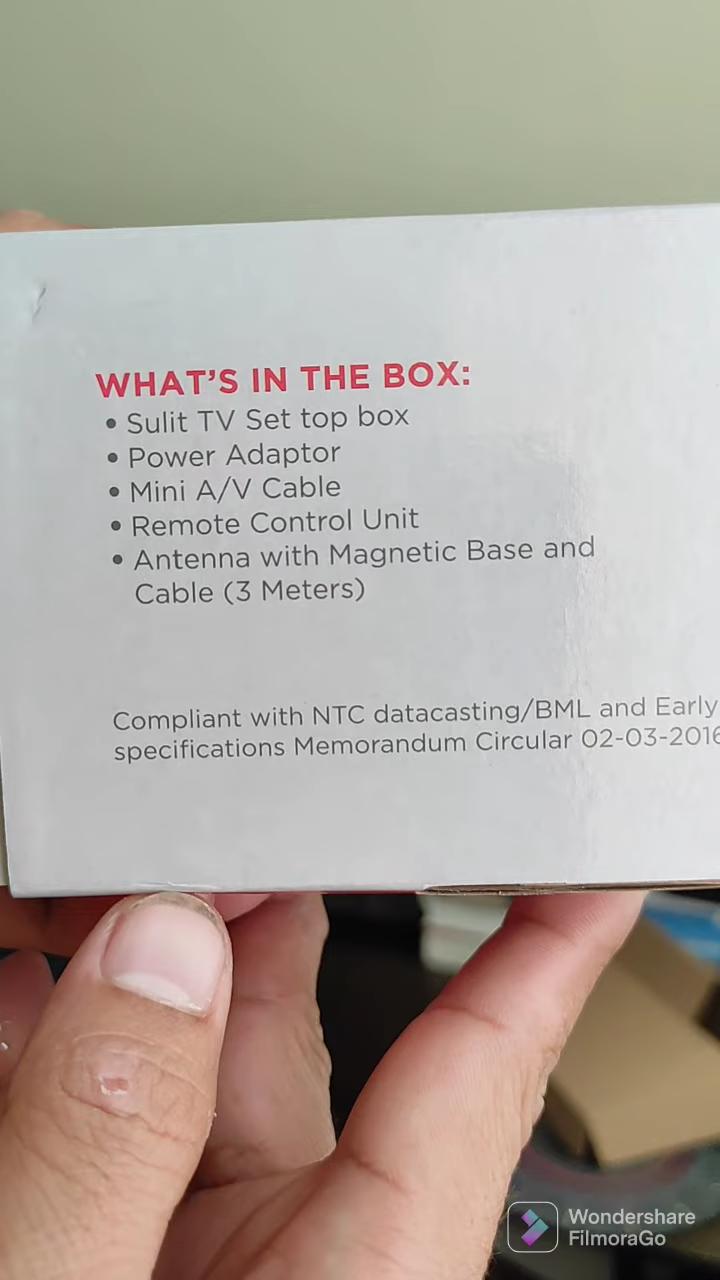 WHAT'S IN THE BOX:
• Sulit TV Set top box
• Power Adaptor
• Mini A/V Cable
• Remote Control Unit
• Antenna with Magnetic Base and
Cable (3 Meters)
Compliant with NTC datacasting/BML and Early
specifications Memorandum Circular 02-03-2016
Wondershare
FilmoraGo